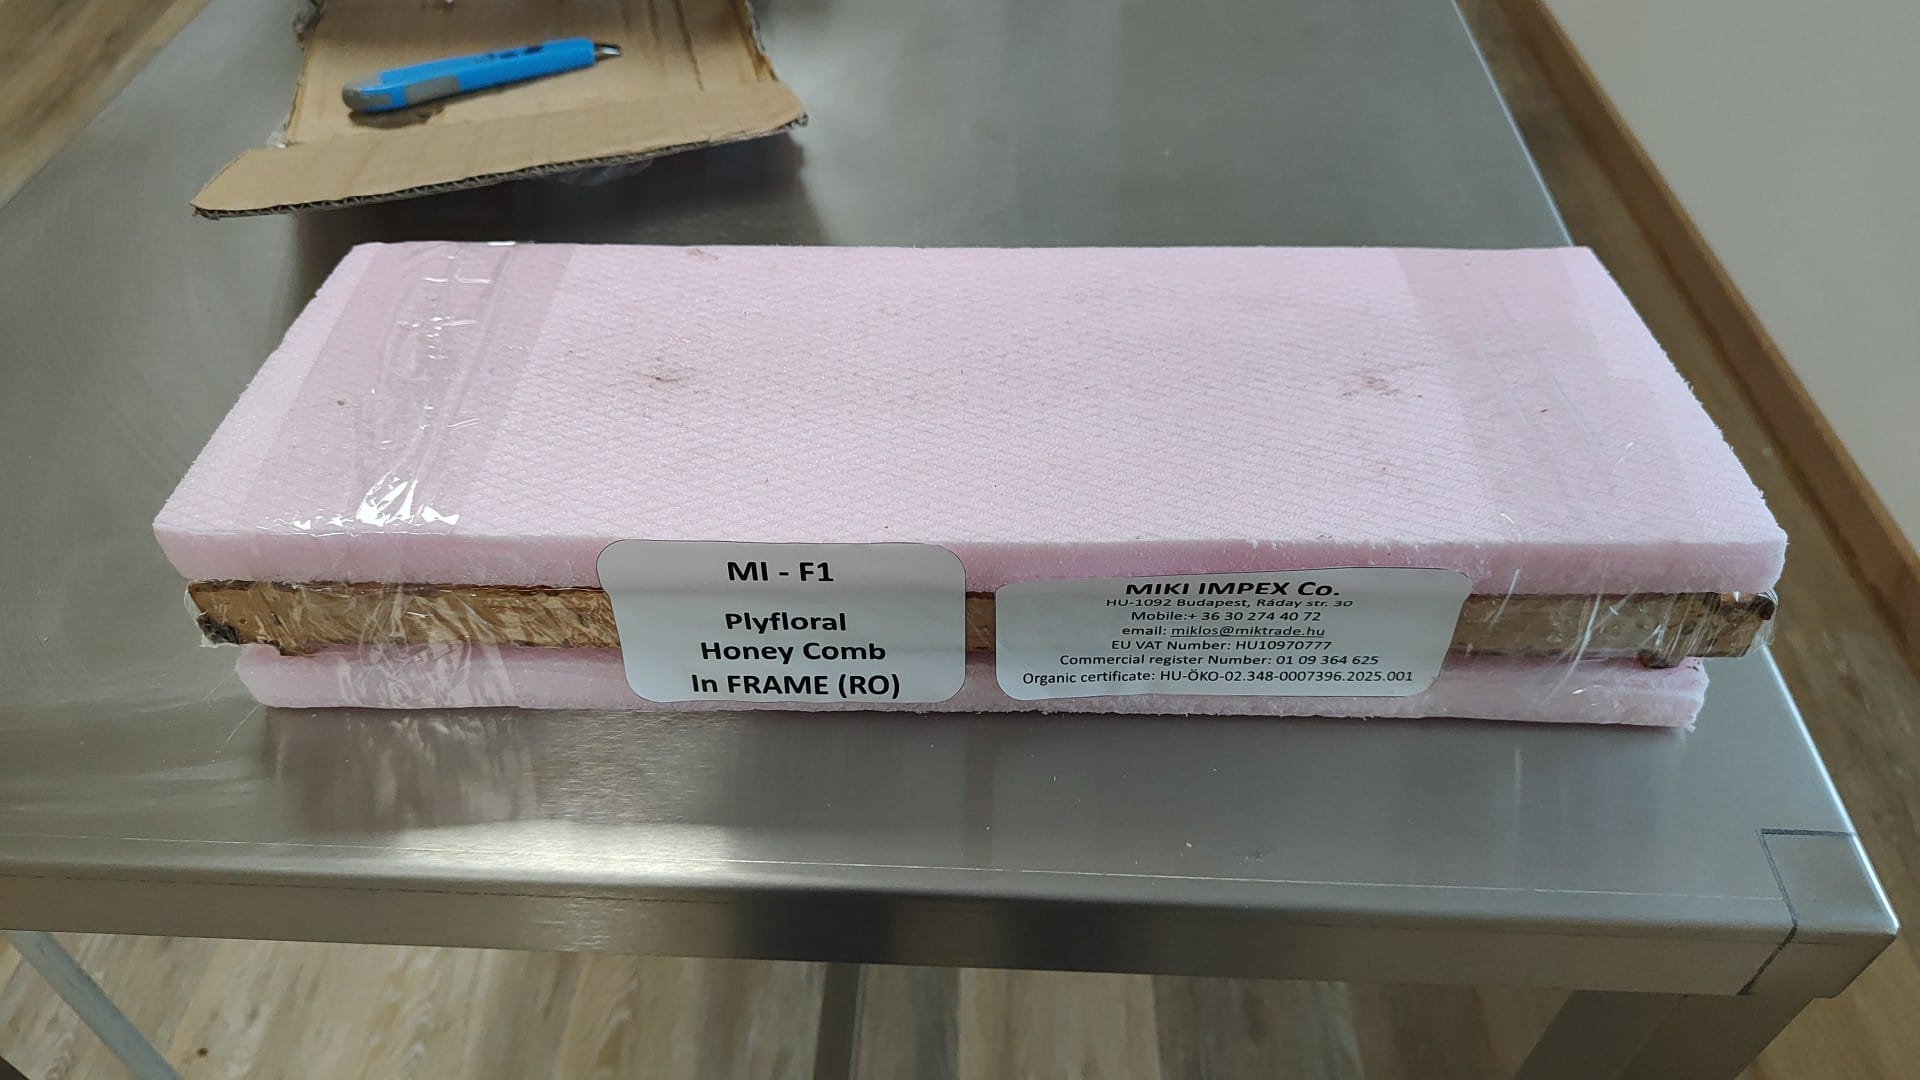 MI - F1
Plyfloral
Honey Comb
In FRAME (RO)
MIKI IMPEX Co.
HU-1092 Budapest, Ráday str. 30
Mobile:+ 36 30 274 40 72
email: miklos@miktrade.hu
EU VAT Number: HU10970777
Commercial register Number: 01 09 364 625
Organic certificate: HU-ÖKO-02.348-0007396.2025.001